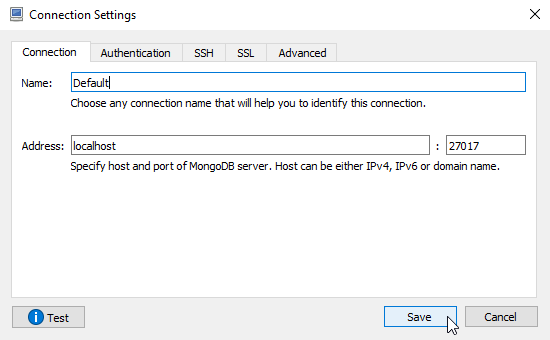 Connection Settings
Connection Authentication SSH SSL Advanced
Name: Default
Choose any connection name that will help you to identify this connection.
Address: localhost : 27017
Specify host and port of MongoDB server. Host can be either IPv4, IPv6 or domain name.
Test Save Cancel